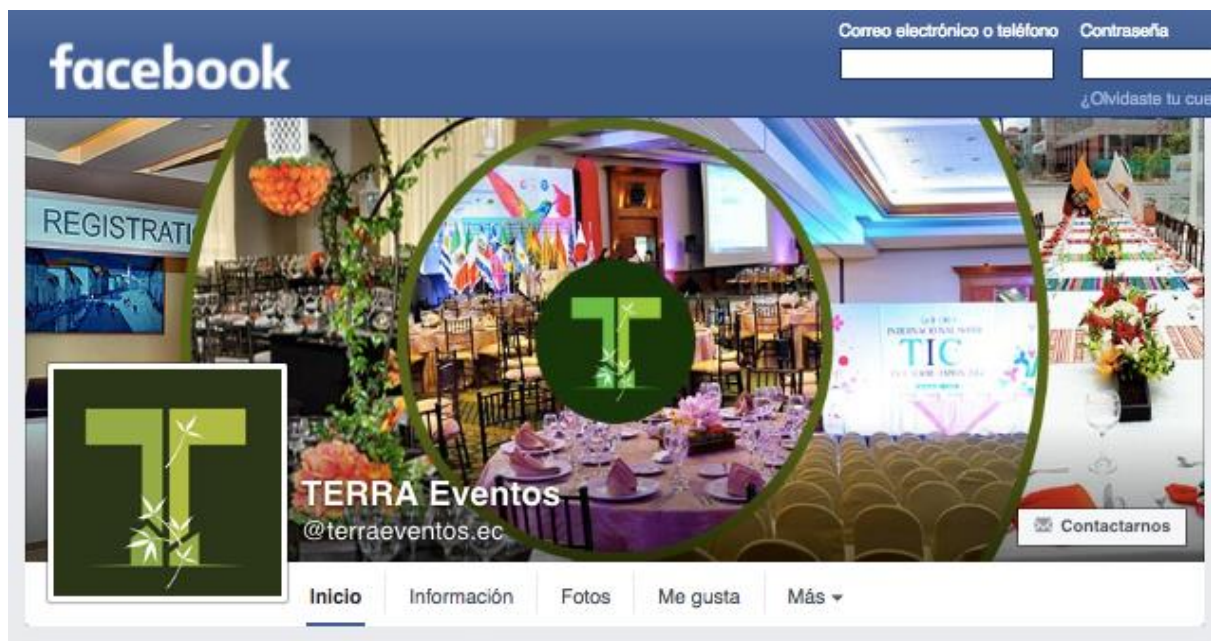 Correo electrónico o teléfono
Contraseña
facebook
¿Olvidaste tu cue
REGISTRATI
INTERNACIONAL
TIC
TERRA Eventos
@terraeventos.ec
Contactarnos
Inicio
Información
Fotos
Me gusta
Más